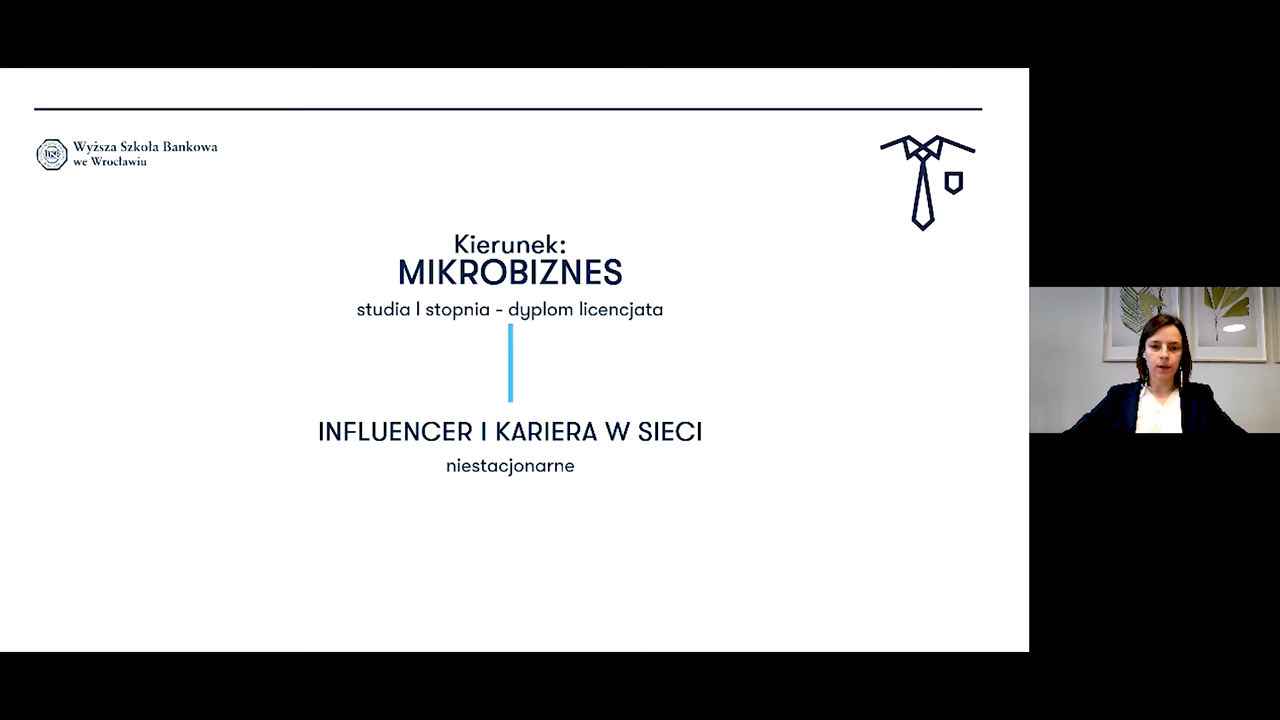 Wyższa Szkoła Bankowa
we Wrocławiu
Kierunek:
MIKROBIZNES
studia I stopnia - dyplom licencjata
INFLUENCER I KARIERA W SIECI
niestacjonarne